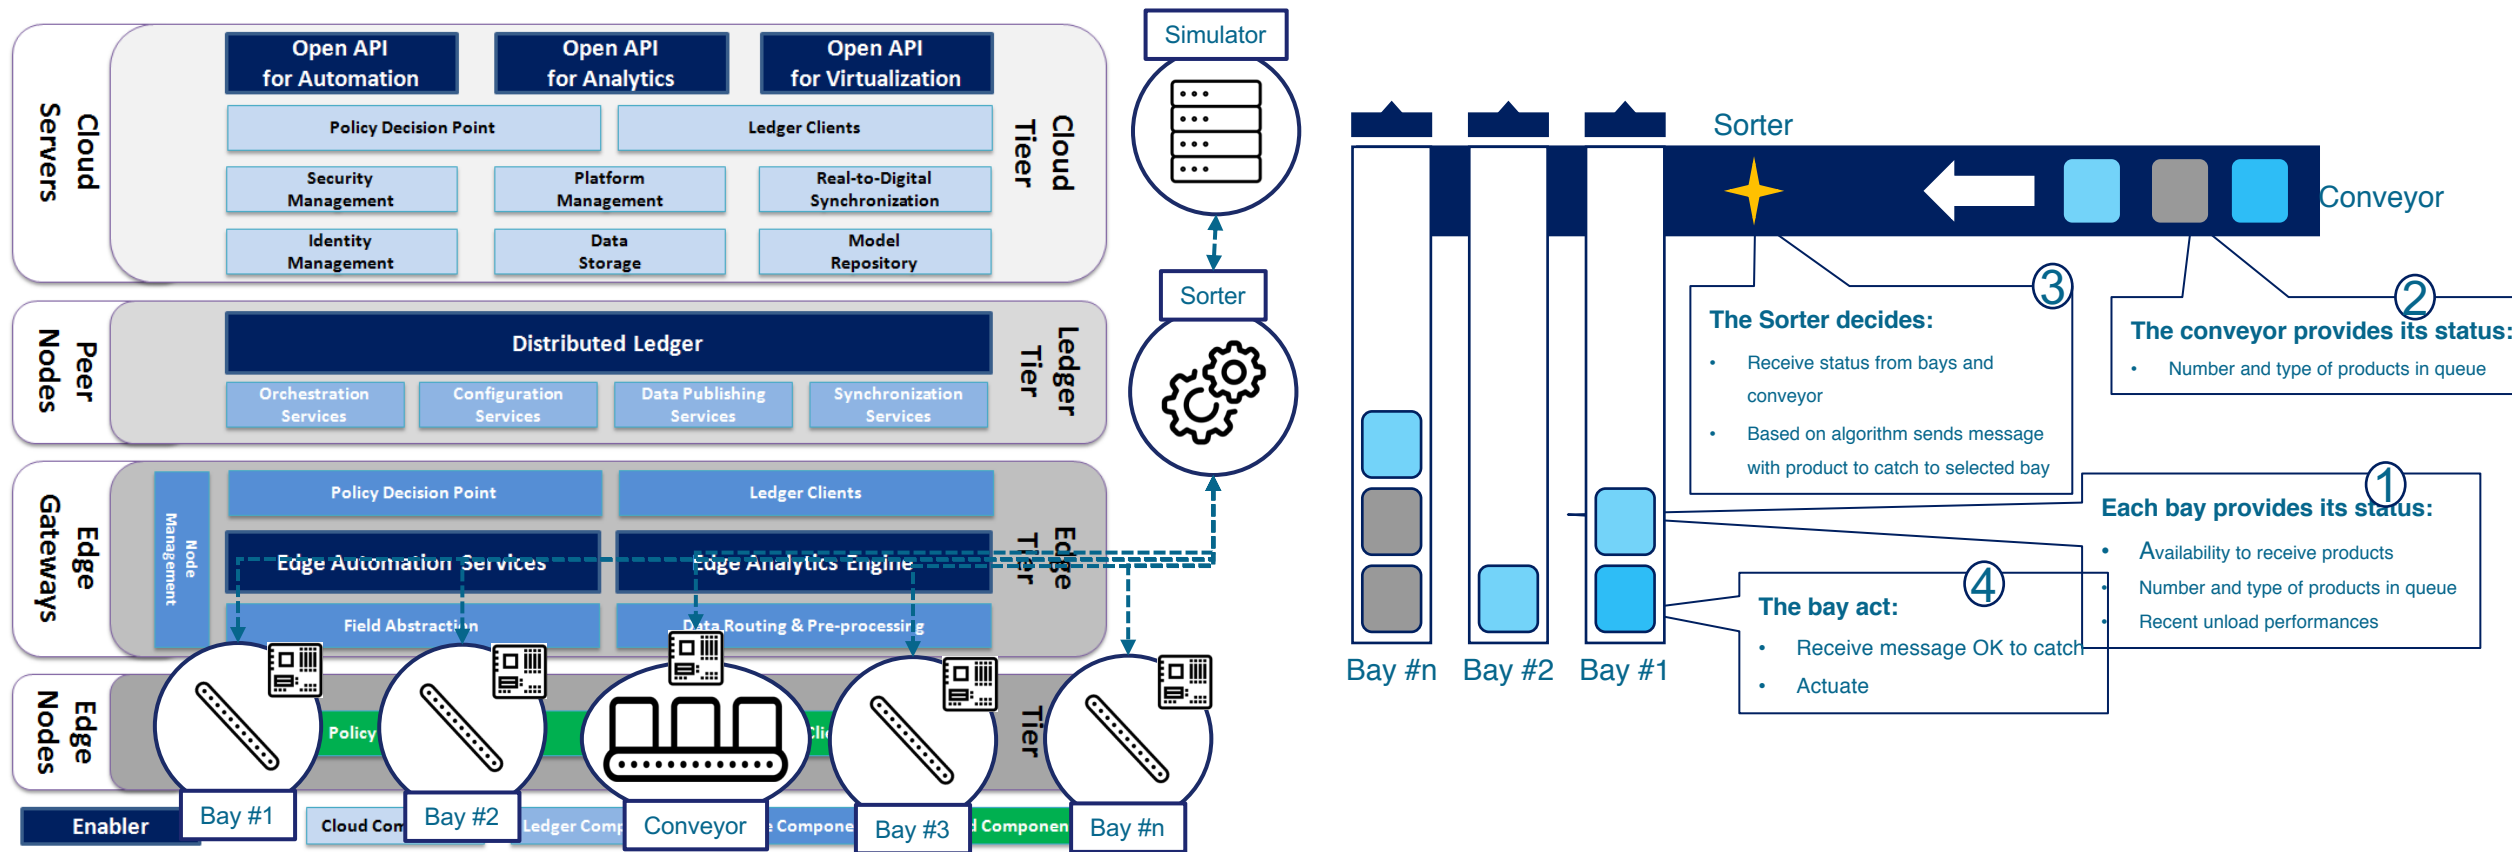 Cloud
Servers
Open API
for Automation
Open API
for Analytics
Open API
for Virtualization
Policy Decision Point
Ledger Clients
Security
Management
Platform
Management
Real-to-Digital
Synchronization
Identity
Management
Data
Storage
Model
Repository
Cloud
Tieer
Peer
Nodes
Distributed Ledger
Orchestration
Services
Configuration
Services
Data Publishing
Services
Synchronization
Services
Ledger
Tier
Edge
Gateways
Node
Management
Policy Decision Point
Ledger Clients
Edge Automation Services
Edge Analytics Engine
Field Abstraction
Data Routing & Pre-processing
Edge
Tier
Edge
Nodes
Policy
Tier
Bay #1
Bay #2
Conveyor
Bay #3
Bay #n
Enabler
Cloud
Ledger
Simulator
Sorter
Sorter
Conveyor
3
The Sorter decides:
• Receive status from bays and
conveyor
• Based on algorithm sends message
with product to catch to selected bay
2
The conveyor provides its status:
• Number and type of products in queue
1
Each bay provides its status:
• Availability to receive products
• Number and type of products in queue
• Recent unload performances
4
The bay act:
• Receive message OK to catch
• Actuate
Bay #n
Bay #2
Bay #1